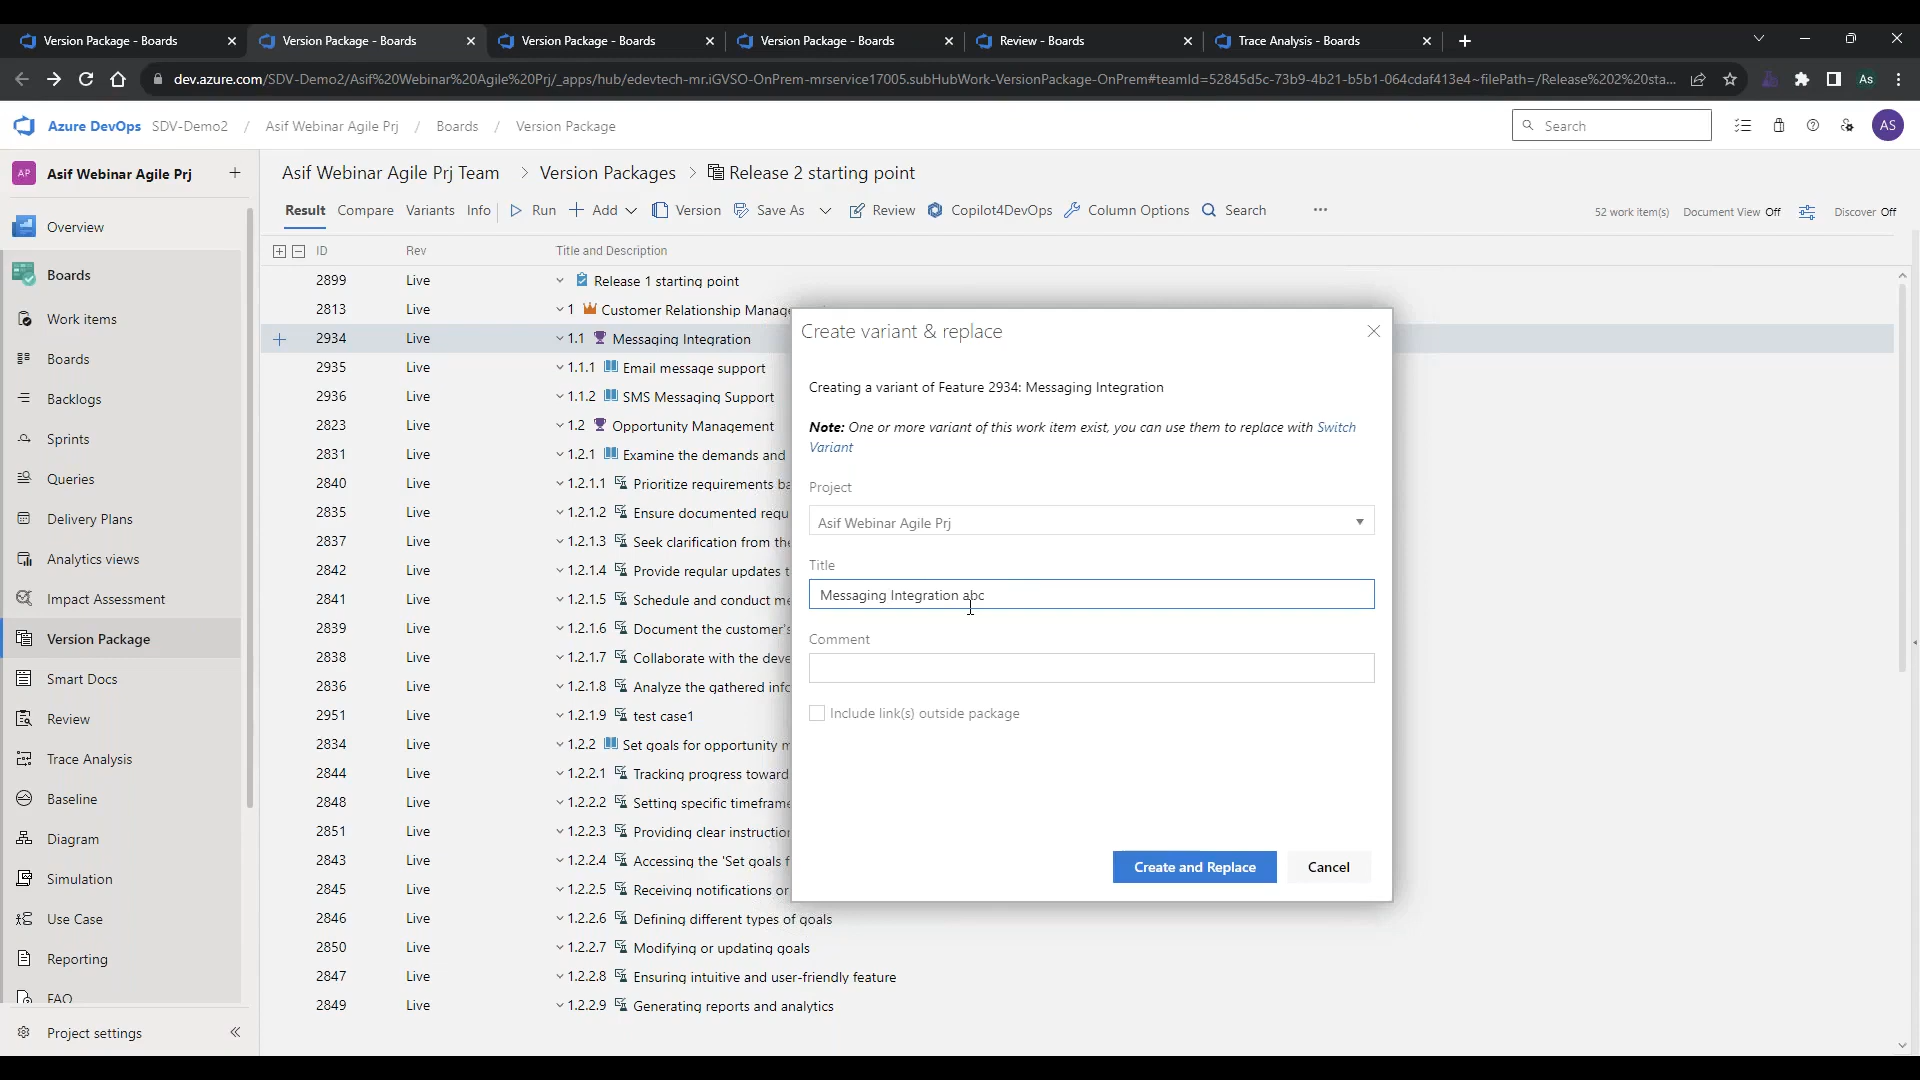 Version Package - Boards
Version Package - Boards
Version Package - Boards
Version Package - Boards
Review - Boards
Trace Analysis - Boards
dev.azure.com/SDV-Demo2/Asif%20Webinar%20Agile%20Prj/_apps/hub/edevtech-mr.iGVSO-OnPrem-mrservice17005.subHubWork-VersionPackage-OnPrem#teamId=52845d5c-73b9-4b21-b5b1-064cdaf413e4~filePath=/Release%202%20sta...
As
Azure DevOps SDV-Demo2 / Asif Webinar Agile Prj / Boards / Version Package
Search
AS
AP Asif Webinar Agile Prj +
Overview
Boards
Work items
Boards
Backlogs
Sprints
Queries
Delivery Plans
Analytics views
Impact Assessment
Version Package
Smart Docs
Review
Trace Analysis
Baseline
Diagram
Simulation
Use Case
Reporting
FAQ
Project settings
Asif Webinar Agile Prj Team > Version Packages > Release 2 starting point
Result Compare Variants Info Run Add Version Save As Review Copilot4DevOps Column Options Search ...
52 work item(s) Document View Off Discover Off
ID Rev Title and Description
2899 Live Release 1 starting point
2813 Live 1 Customer Relationship Manage
2934 Live 1.1 Messaging Integration
2935 Live 1.1.1 Email message support
2936 Live 1.1.2 SMS Messaging Support
2823 Live 1.2 Opportunity Management
2831 Live 1.2.1 Examine the demands and
2840 Live 1.2.1.1 Prioritize requirements ba
2835 Live 1.2.1.2 Ensure documented requ
2837 Live 1.2.1.3 Seek clarification from the
2842 Live 1.2.1.4 Provide regular updates t
2841 Live 1.2.1.5 Schedule and conduct me
2839 Live 1.2.1.6 Document the customer's
2838 Live 1.2.1.7 Collaborate with the deve
2836 Live 1.2.1.8 Analyze the gathered info
2951 Live 1.2.1.9 test case1
2834 Live 1.2.2 Set goals for opportunity m
2844 Live 1.2.2.1 Tracking progress toward
2848 Live 1.2.2.2 Setting specific timeframe
2851 Live 1.2.2.3 Providing clear instruction
2843 Live 1.2.2.4 Accessing the 'Set goals f
2845 Live 1.2.2.5 Receiving notifications or
2846 Live 1.2.2.6 Defining different types of goals
2850 Live 1.2.2.7 Modifying or updating goals
2847 Live 1.2.2.8 Ensuring intuitive and user-friendly feature
2849 Live 1.2.2.9 Generating reports and analytics
Create variant & replace
Creating a variant of Feature 2934: Messaging Integration
Note: One or more variant of this work item exist, you can use them to replace with Switch
Variant
Project
Asif Webinar Agile Prj
Title
Messaging Integration abc
Comment
Include link(s) outside package
Create and Replace Cancel